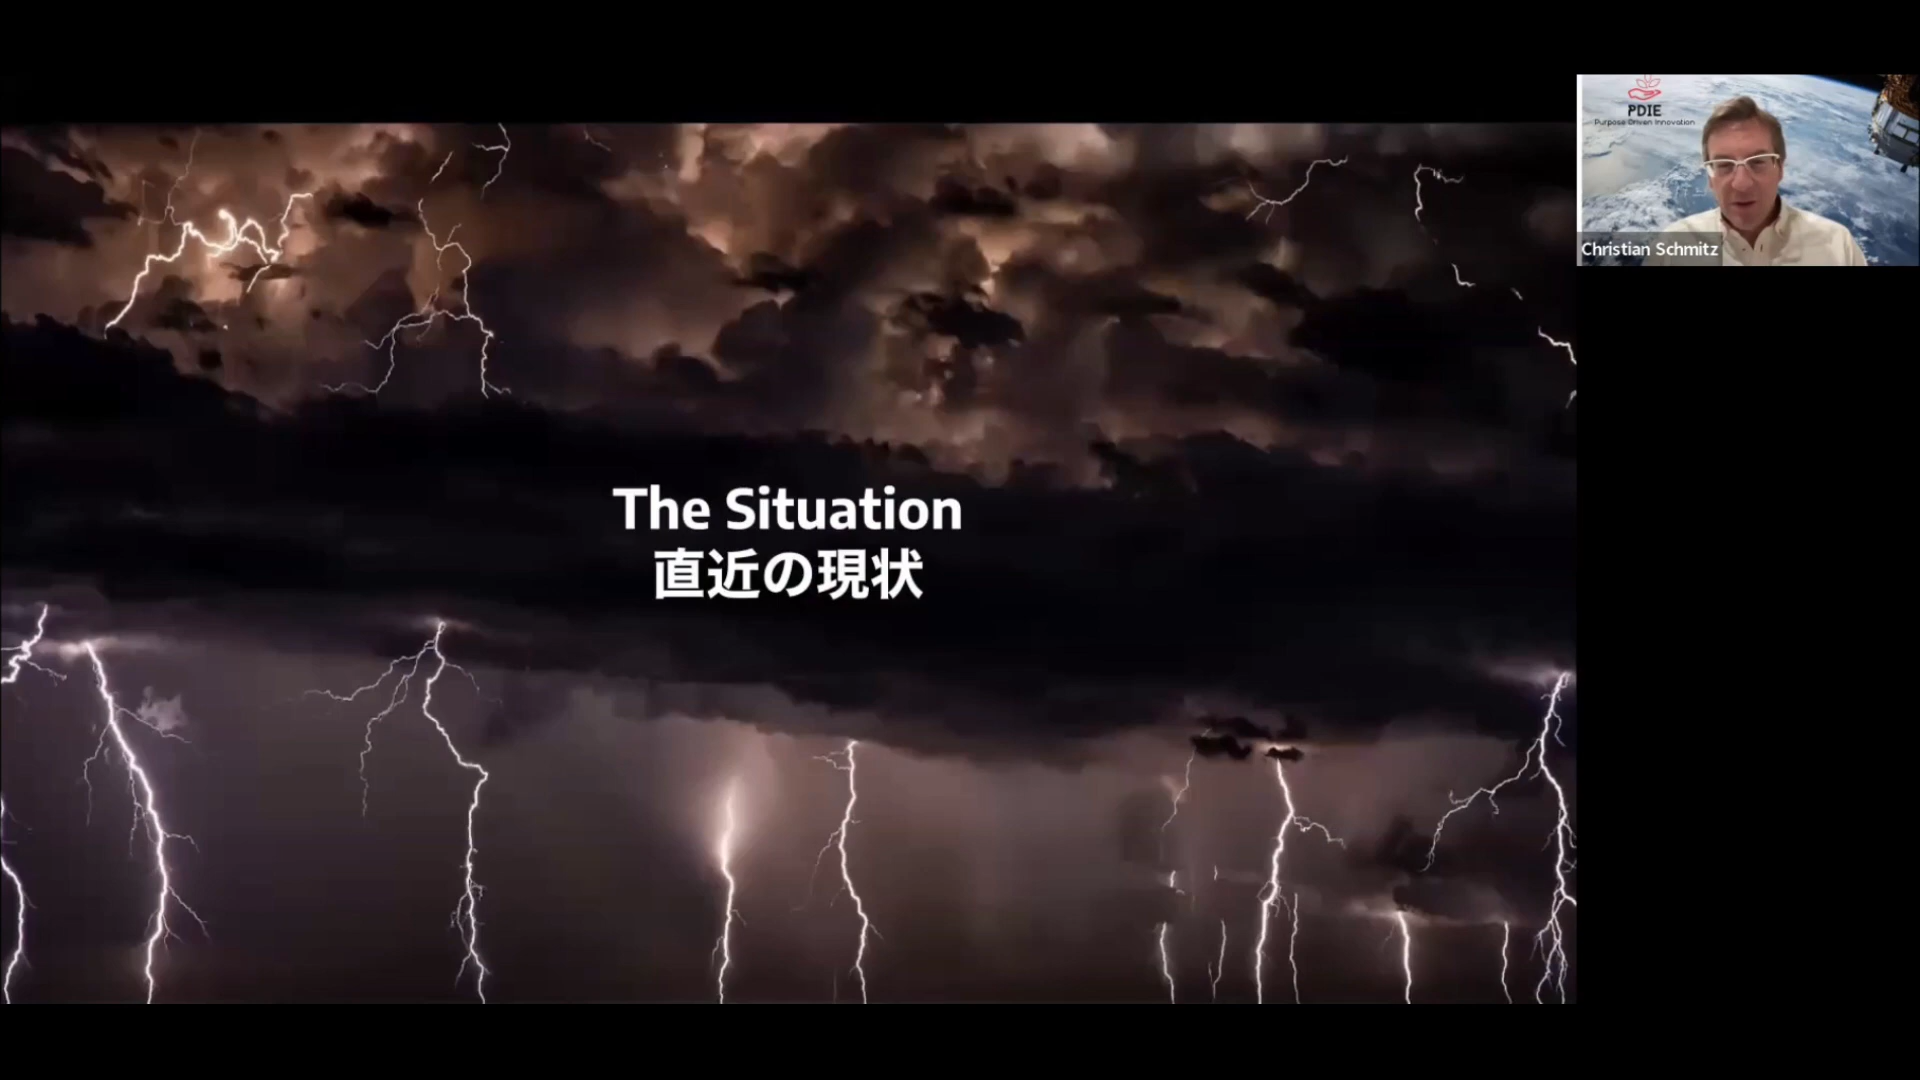 The Situation
直近の現状
PDIE
Purpose Driven Innovation
Christian Schmitz